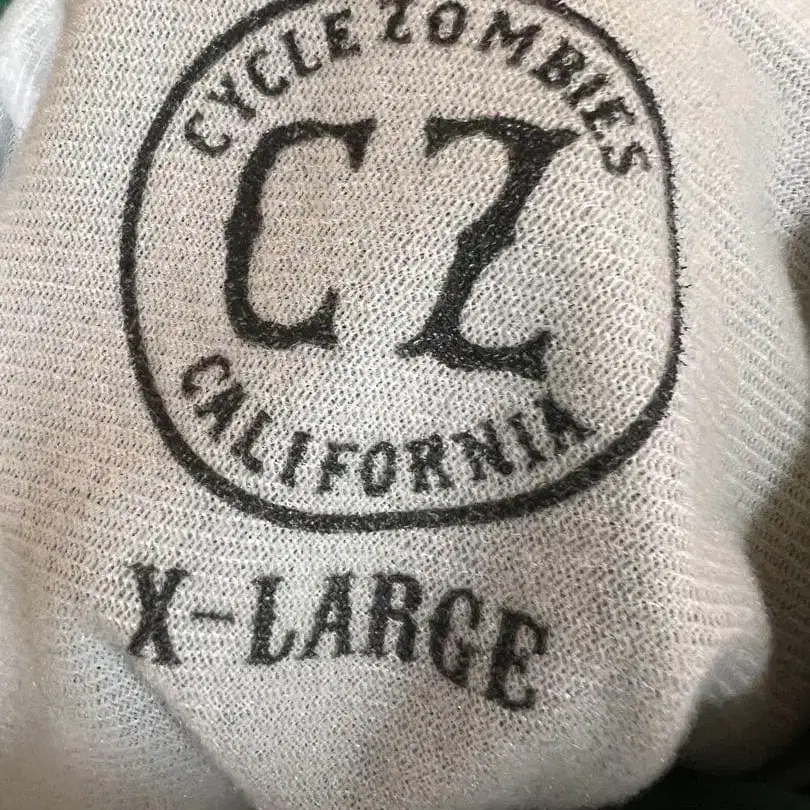 CYCLE ZOMBIES
CZ
CALIFORNIA
X-LARGE